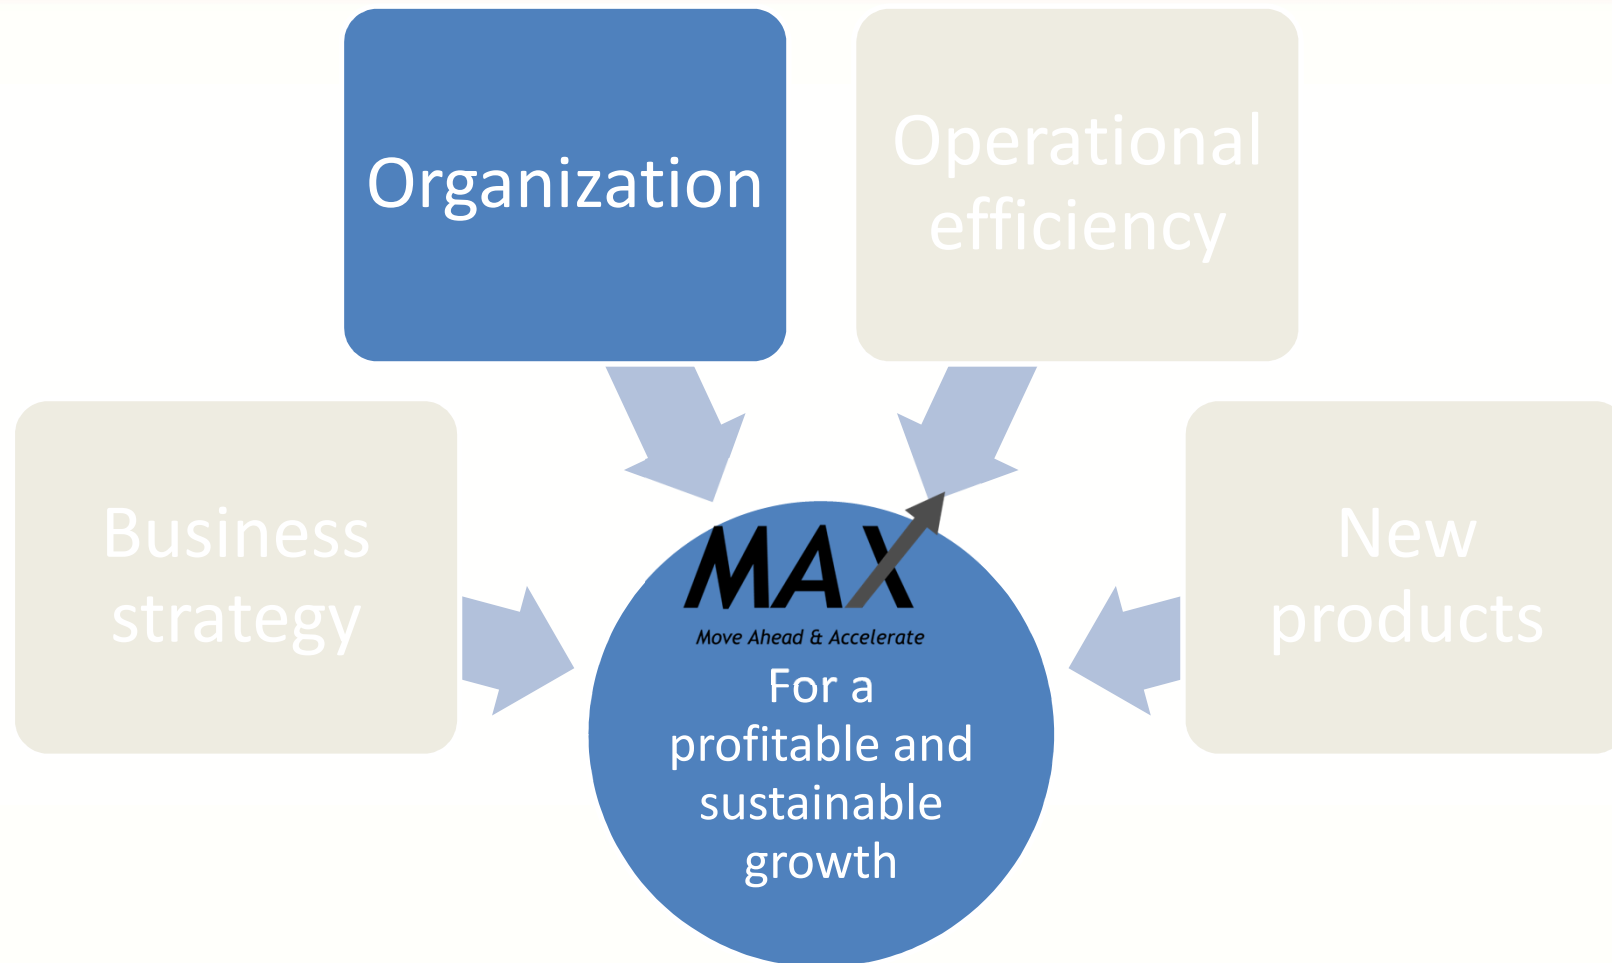 Organization
Operational
efficiency
Business
strategy
New
products
MAX
Move Ahead & Accelerate
For a
profitable and
sustainable
growth